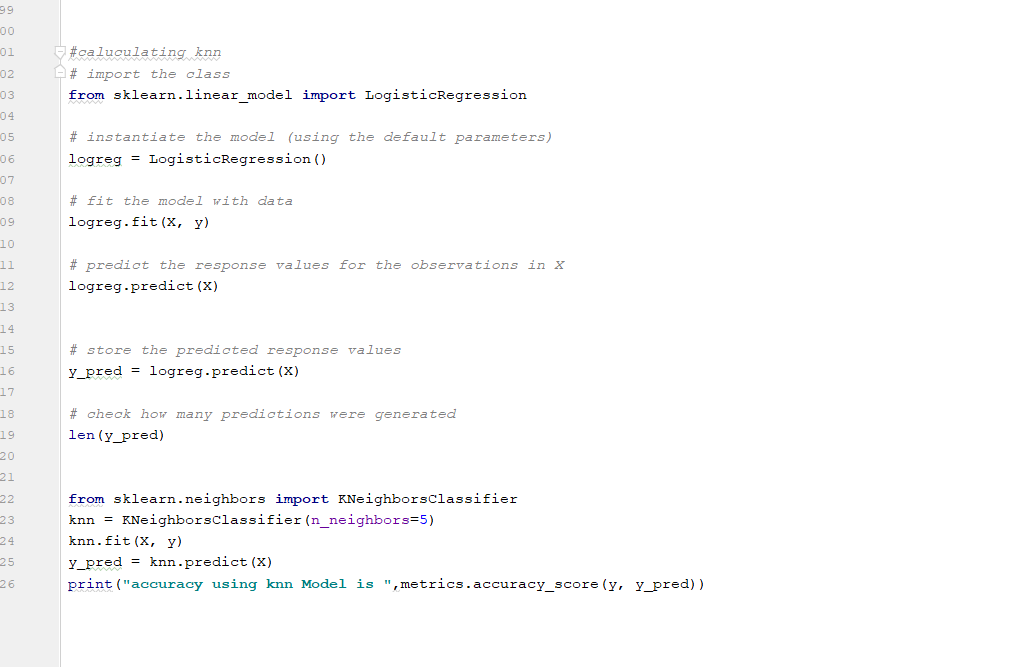 99
00
01 #caluculating knn
02 # import the class
03 from sklearn.linear_model import LogisticRegression
04
05 # instantiate the model (using the default parameters)
06 logreg = LogisticRegression()
07
08 # fit the model with data
09 logreg.fit(X, y)
10
11 # predict the response values for the observations in X
12 logreg.predict(X)
13
14
15 # store the predicted response values
16 y_pred = logreg.predict(X)
17
18 # check how many predictions were generated
19 len(y_pred)
20
21
22 from sklearn.neighbors import KNeighborsClassifier
23 knn = KNeighborsClassifier(n_neighbors=5)
24 knn.fit(X, y)
25 y_pred = knn.predict(X)
26 print("accuracy using knn Model is ",metrics.accuracy_score(y, y_pred))